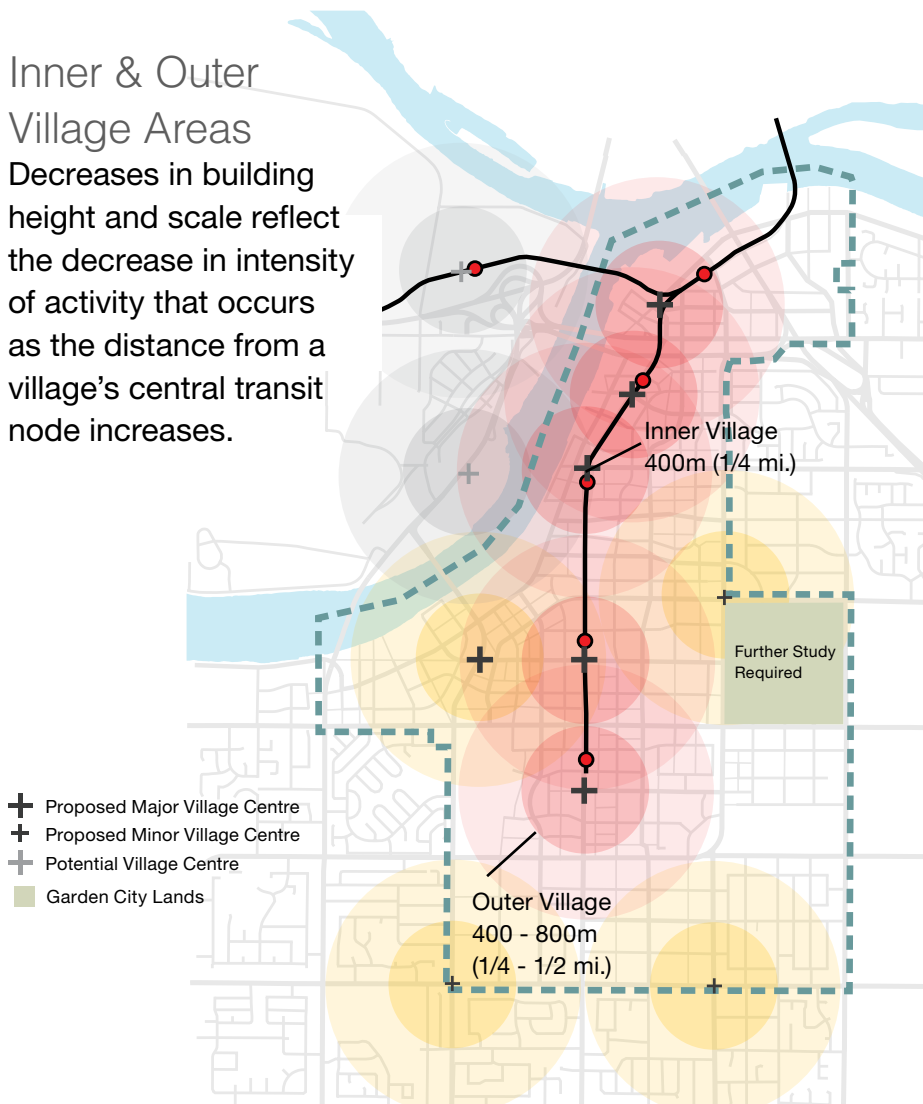 Inner & Outer
Village Areas
Decreases in building
height and scale reflect
the decrease in intensity
of activity that occurs
as the distance from a
village’s central transit
node increases.
Inner Village
400m (1/4 mi.)
Further Study
Required
Proposed Major Village Centre
Proposed Minor Village Centre
Potential Village Centre
Garden City Lands
Outer Village
400 - 800m
(1/4 - 1/2 mi.)